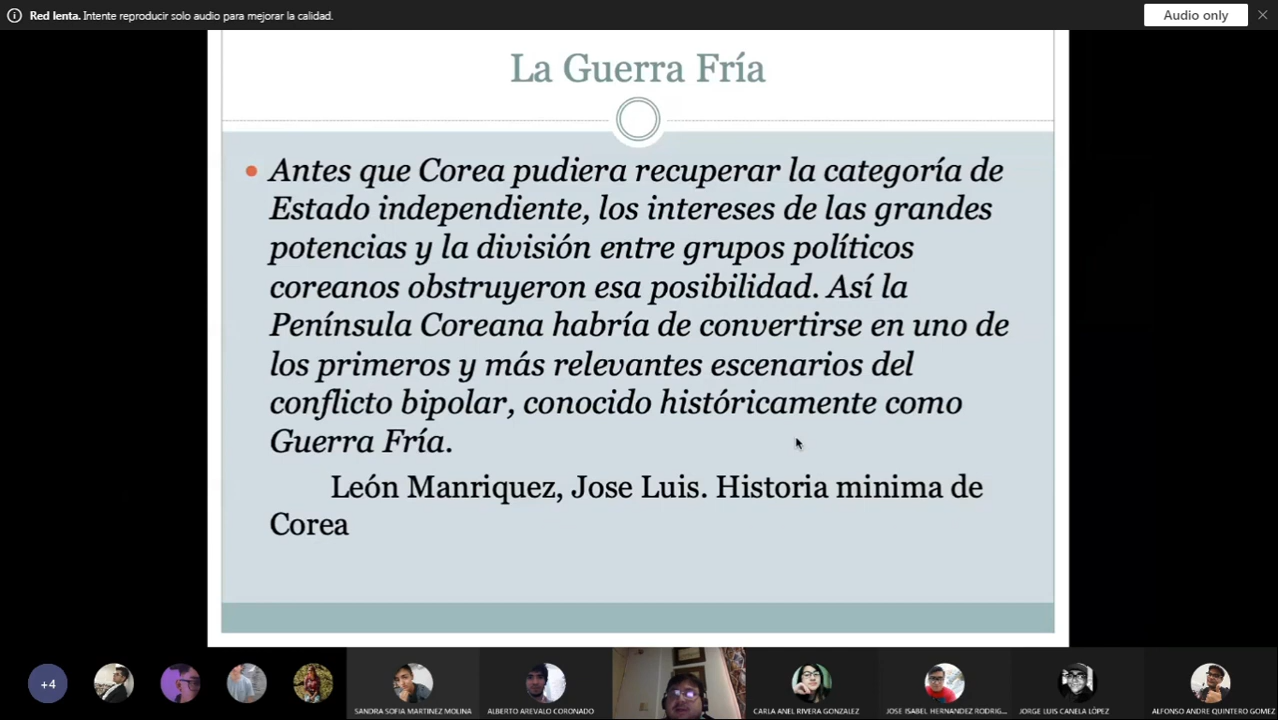 Red lenta. Intente reproducir solo audio para mejorar la calidad.
Audio only
La Guerra Fría
Antes que Corea pudiera recuperar la categoría de
Estado independiente, los intereses de las grandes
potencias y la división entre grupos políticos
coreanos obstruyeron esa posibilidad. Así la
Península Coreana habría de convertirse en uno de
los primeros y más relevantes escenarios del
conflicto bipolar, conocido históricamente como
Guerra Fría.
León Manriquez, Jose Luis. Historia minima de
Corea
+4
SANDRA SOFIA MARTINEZ MOLINA
ALBERTO AREVALO CORONADO
CARLA ANEL RIVERA GONZALEZ
JOSE ISABEL HERNANDEZ RODRIG...
JORGE LUIS CANELA LÓPEZ
ALFONSO ANDRE QUINTERO GOMEZ